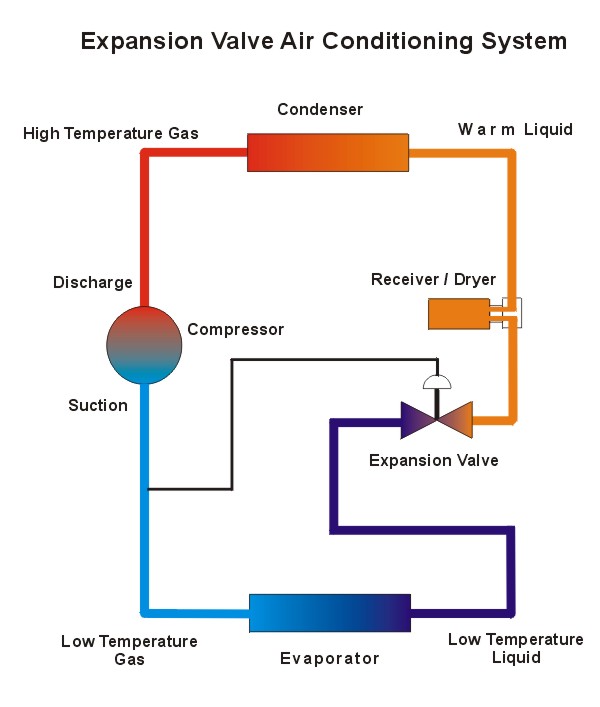 Expansion Valve Air Conditioning System
Condenser
High Temperature Gas
Warm Liquid
Discharge
Receiver / Dryer
Compressor
Suction
Expansion Valve
Low Temperature
Gas
Evaporator
Low Temperature
Liquid